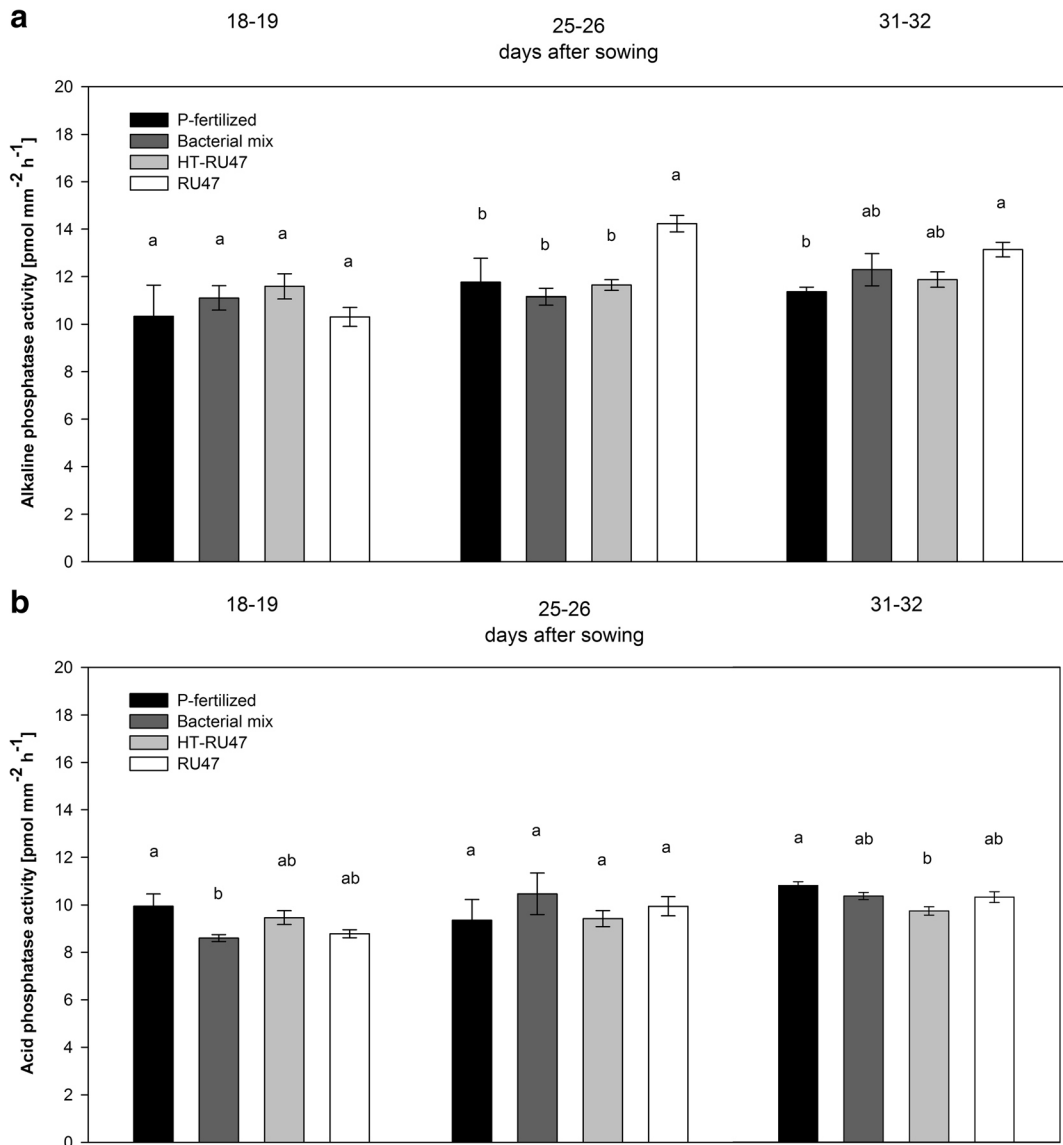 a
18-19
25-26
31-32
days after sowing
Alkaline phosphatase activity [pmol mm⁻² h⁻¹]
20
18
16
14
12
10
8
6
4
2
0
P-fertilized
Bacterial mix
HT-RU47
RU47
a
a
a
a
b
b
b
a
b
ab
ab
a
b
18-19
25-26
31-32
days after sowing
Acid phosphatase activity [pmol mm⁻² h⁻¹]
20
18
16
14
12
10
8
6
4
2
0
P-fertilized
Bacterial mix
HT-RU47
RU47
a
b
ab
ab
a
a
a
a
a
ab
b
ab